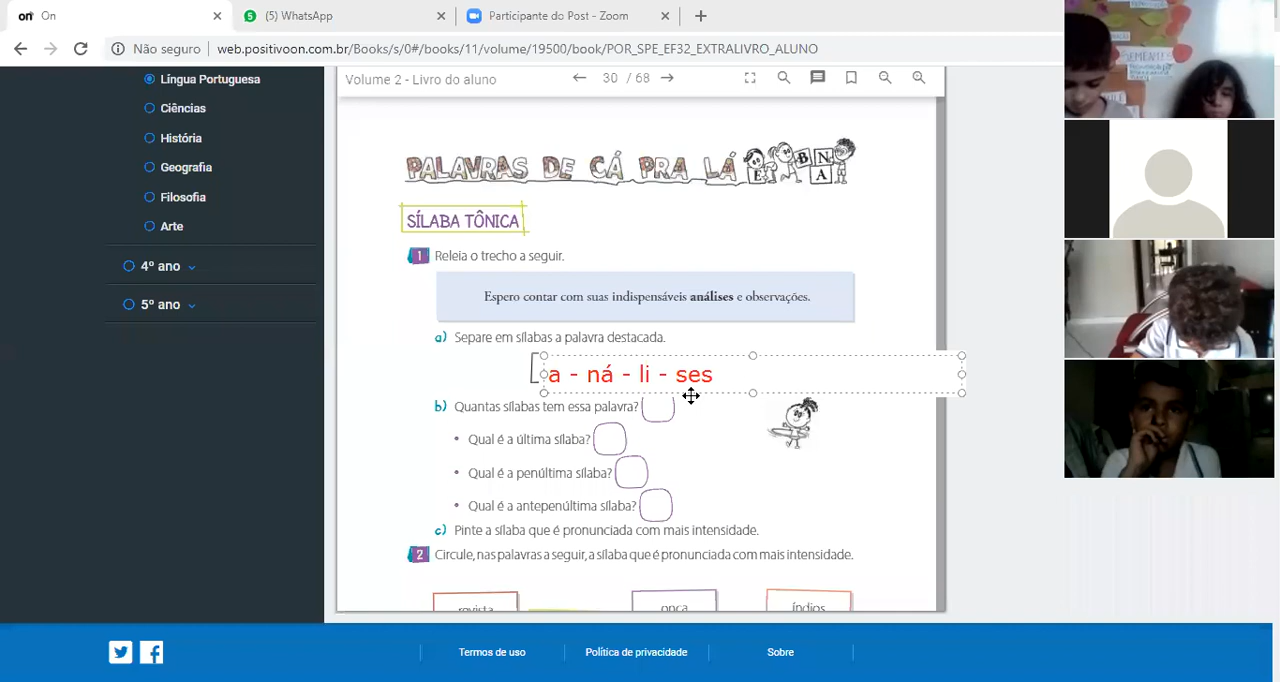 on On
(5) WhatsApp
Participante do Post - Zoom
Não seguro web.positivoon.com.br/Books/s/0#/books/11/volume/19500/book/POR_SPE_EF32_EXTRALIVRO_ALUNO
Língua Portuguesa
Ciências
História
Geografia
Filosofia
Arte
4º ano
5º ano
Volume 2 - Livro do aluno
30 / 68
PALAVRAS DE CÁ PRA LÁ
E B N A
SÍLABA TÔNICA
1 Releia o trecho a seguir.
Espero contar com suas indispensáveis análises e observações.
a) Separe em sílabas a palavra destacada.
a - ná - li - ses
b) Quantas sílabas tem essa palavra?
• Qual é a última sílaba?
• Qual é a penúltima sílaba?
• Qual é a antepenúltima sílaba?
c) Pinte a sílaba que é pronunciada com mais intensidade.
2 Circule, nas palavras a seguir, a sílaba que é pronunciada com mais intensidade.
revista onça índios
Termos de uso
Política de privacidade
Sobre